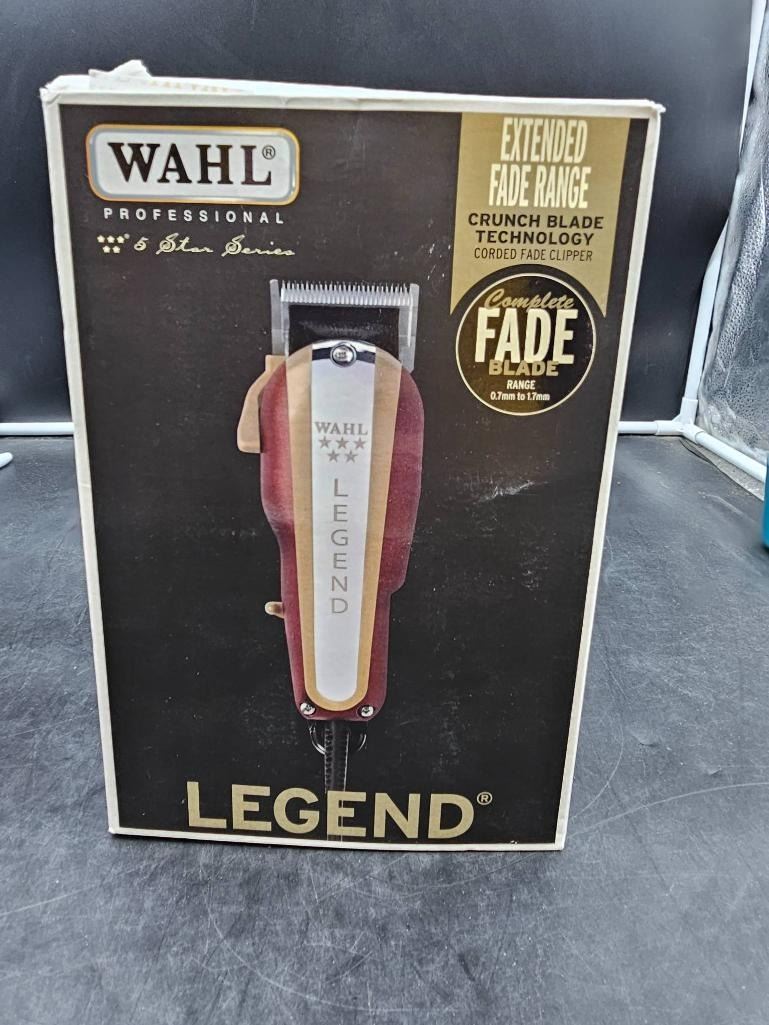 WAHL®
PROFESSIONAL
5 Star Series
EXTENDED
FADE RANGE
CRUNCH BLADE
TECHNOLOGY
CORDED FADE CLIPPER
Complete
FADE
BLADE
RANGE
0.7mm to 1.7mm
WAHL
LEGEND
LEGEND®